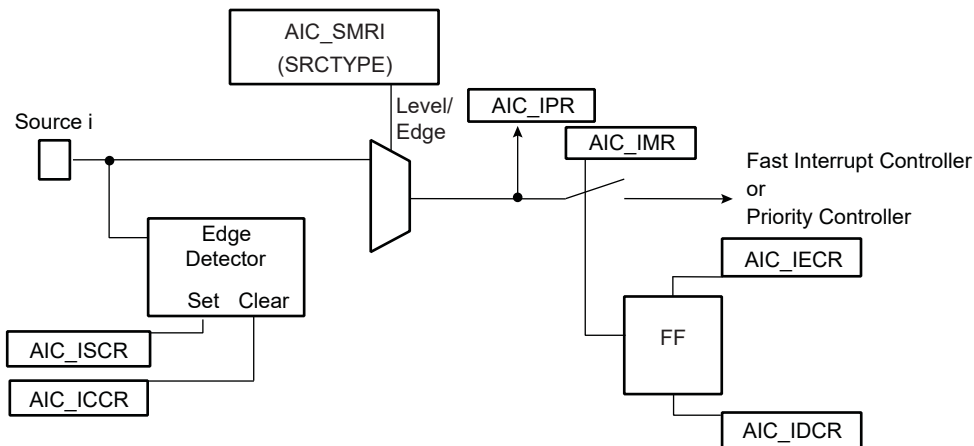 AIC_SMRI
(SRCTYPE)
Level/
Edge
AIC_IPR
Source i
AIC_IMR
Fast Interrupt Controller
or
Priority Controller
Edge
Detector
Set Clear
AIC_IECR
FF
AIC_ISCR
AIC_ICCR
AIC_IDCR